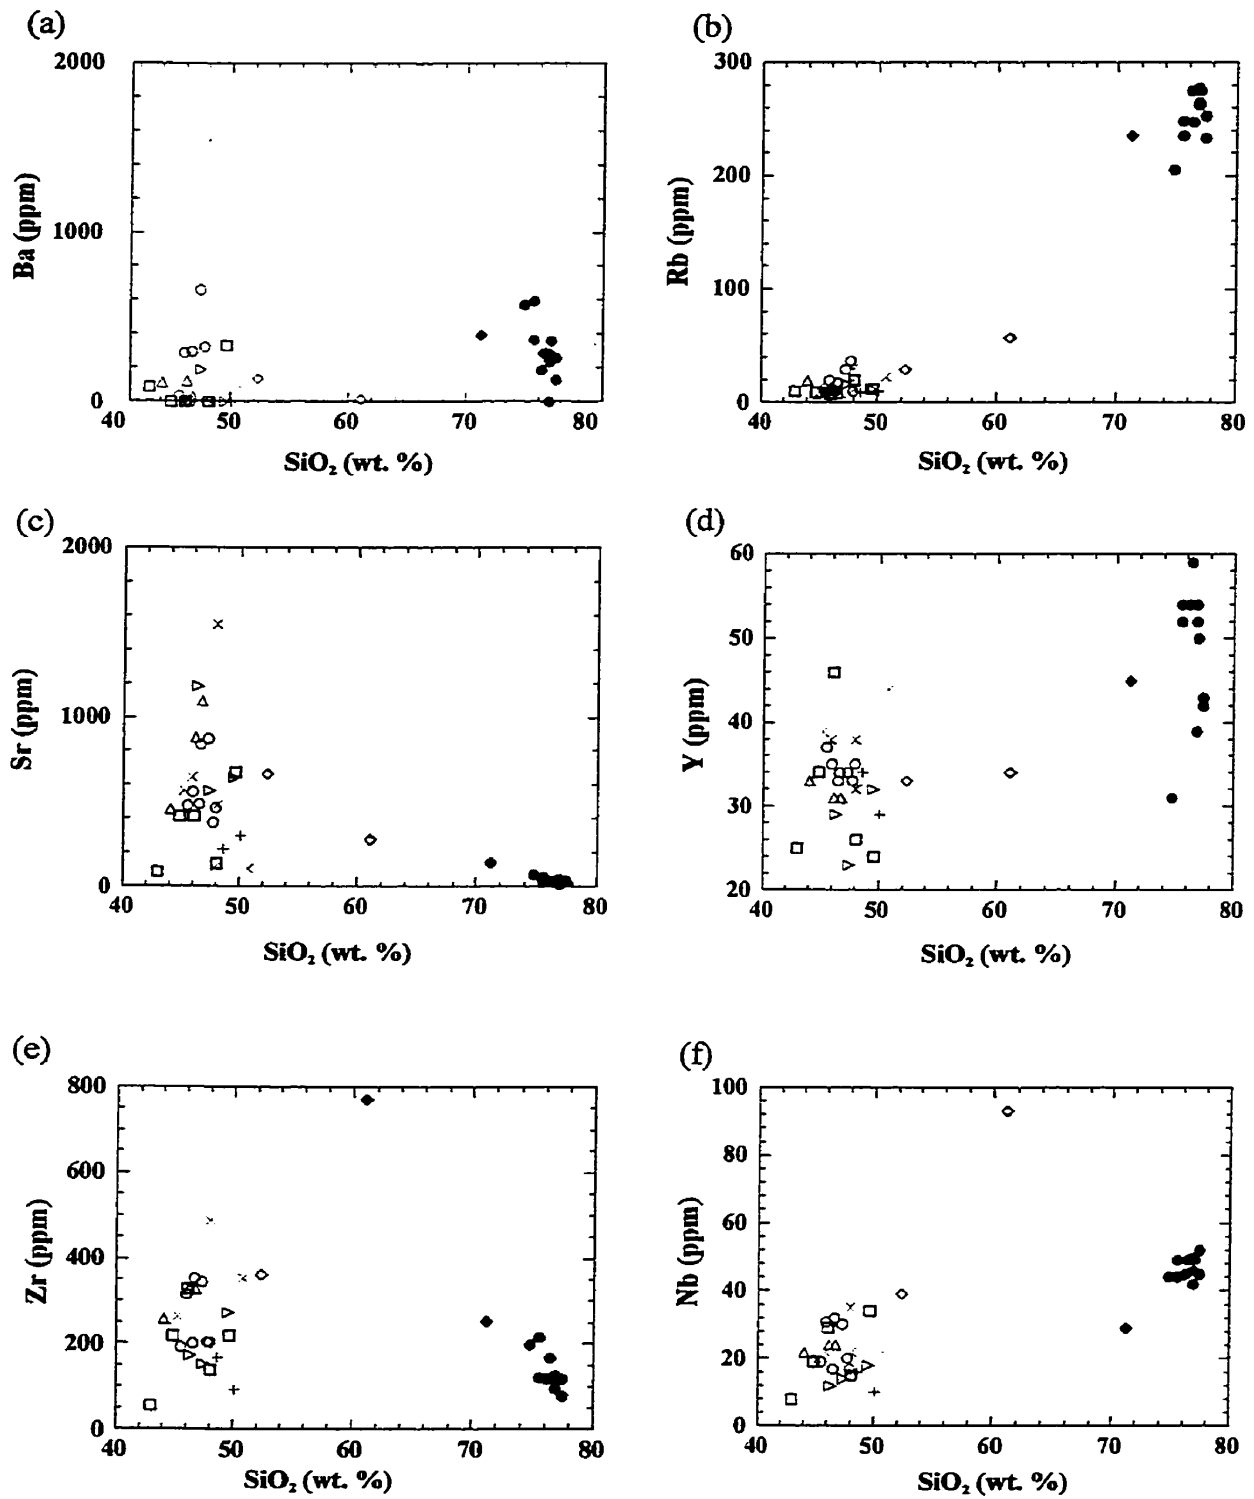 (a)
2000
1000
0
40 50 60 70 80
Ba (ppm)
SiO₂ (wt. %)
(b)
300
200
100
0
40 50 60 70 80
Rb (ppm)
SiO₂ (wt. %)
(c)
2000
1000
0
40 50 60 70 80
Sr (ppm)
SiO₂ (wt. %)
(d)
60
50
40
30
20
40 50 60 70 80
Y (ppm)
SiO₂ (wt. %)
(e)
800
600
400
200
0
40 50 60 70 80
Zr (ppm)
SiO₂ (wt. %)
(f)
100
80
60
40
20
0
40 50 60 70 80
Nb (ppm)
SiO₂ (wt. %)